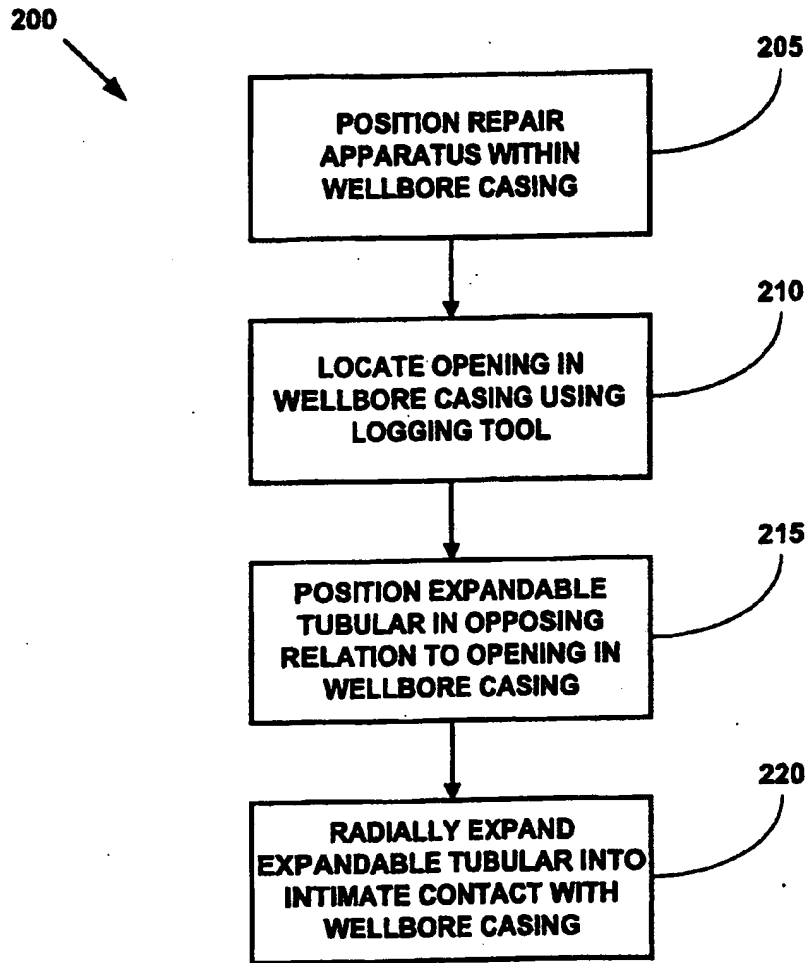 200
205
POSITION REPAIR
APPARATUS WITHIN
WELLBORE CASING
210
LOCATE OPENING IN
WELLBORE CASING USING
LOGGING TOOL
215
POSITION EXPANDABLE
TUBULAR IN OPPOSING
RELATION TO OPENING IN
WELLBORE CASING
220
RADIALLY EXPAND
EXPANDABLE TUBULAR INTO
INTIMATE CONTACT WITH
WELLBORE CASING